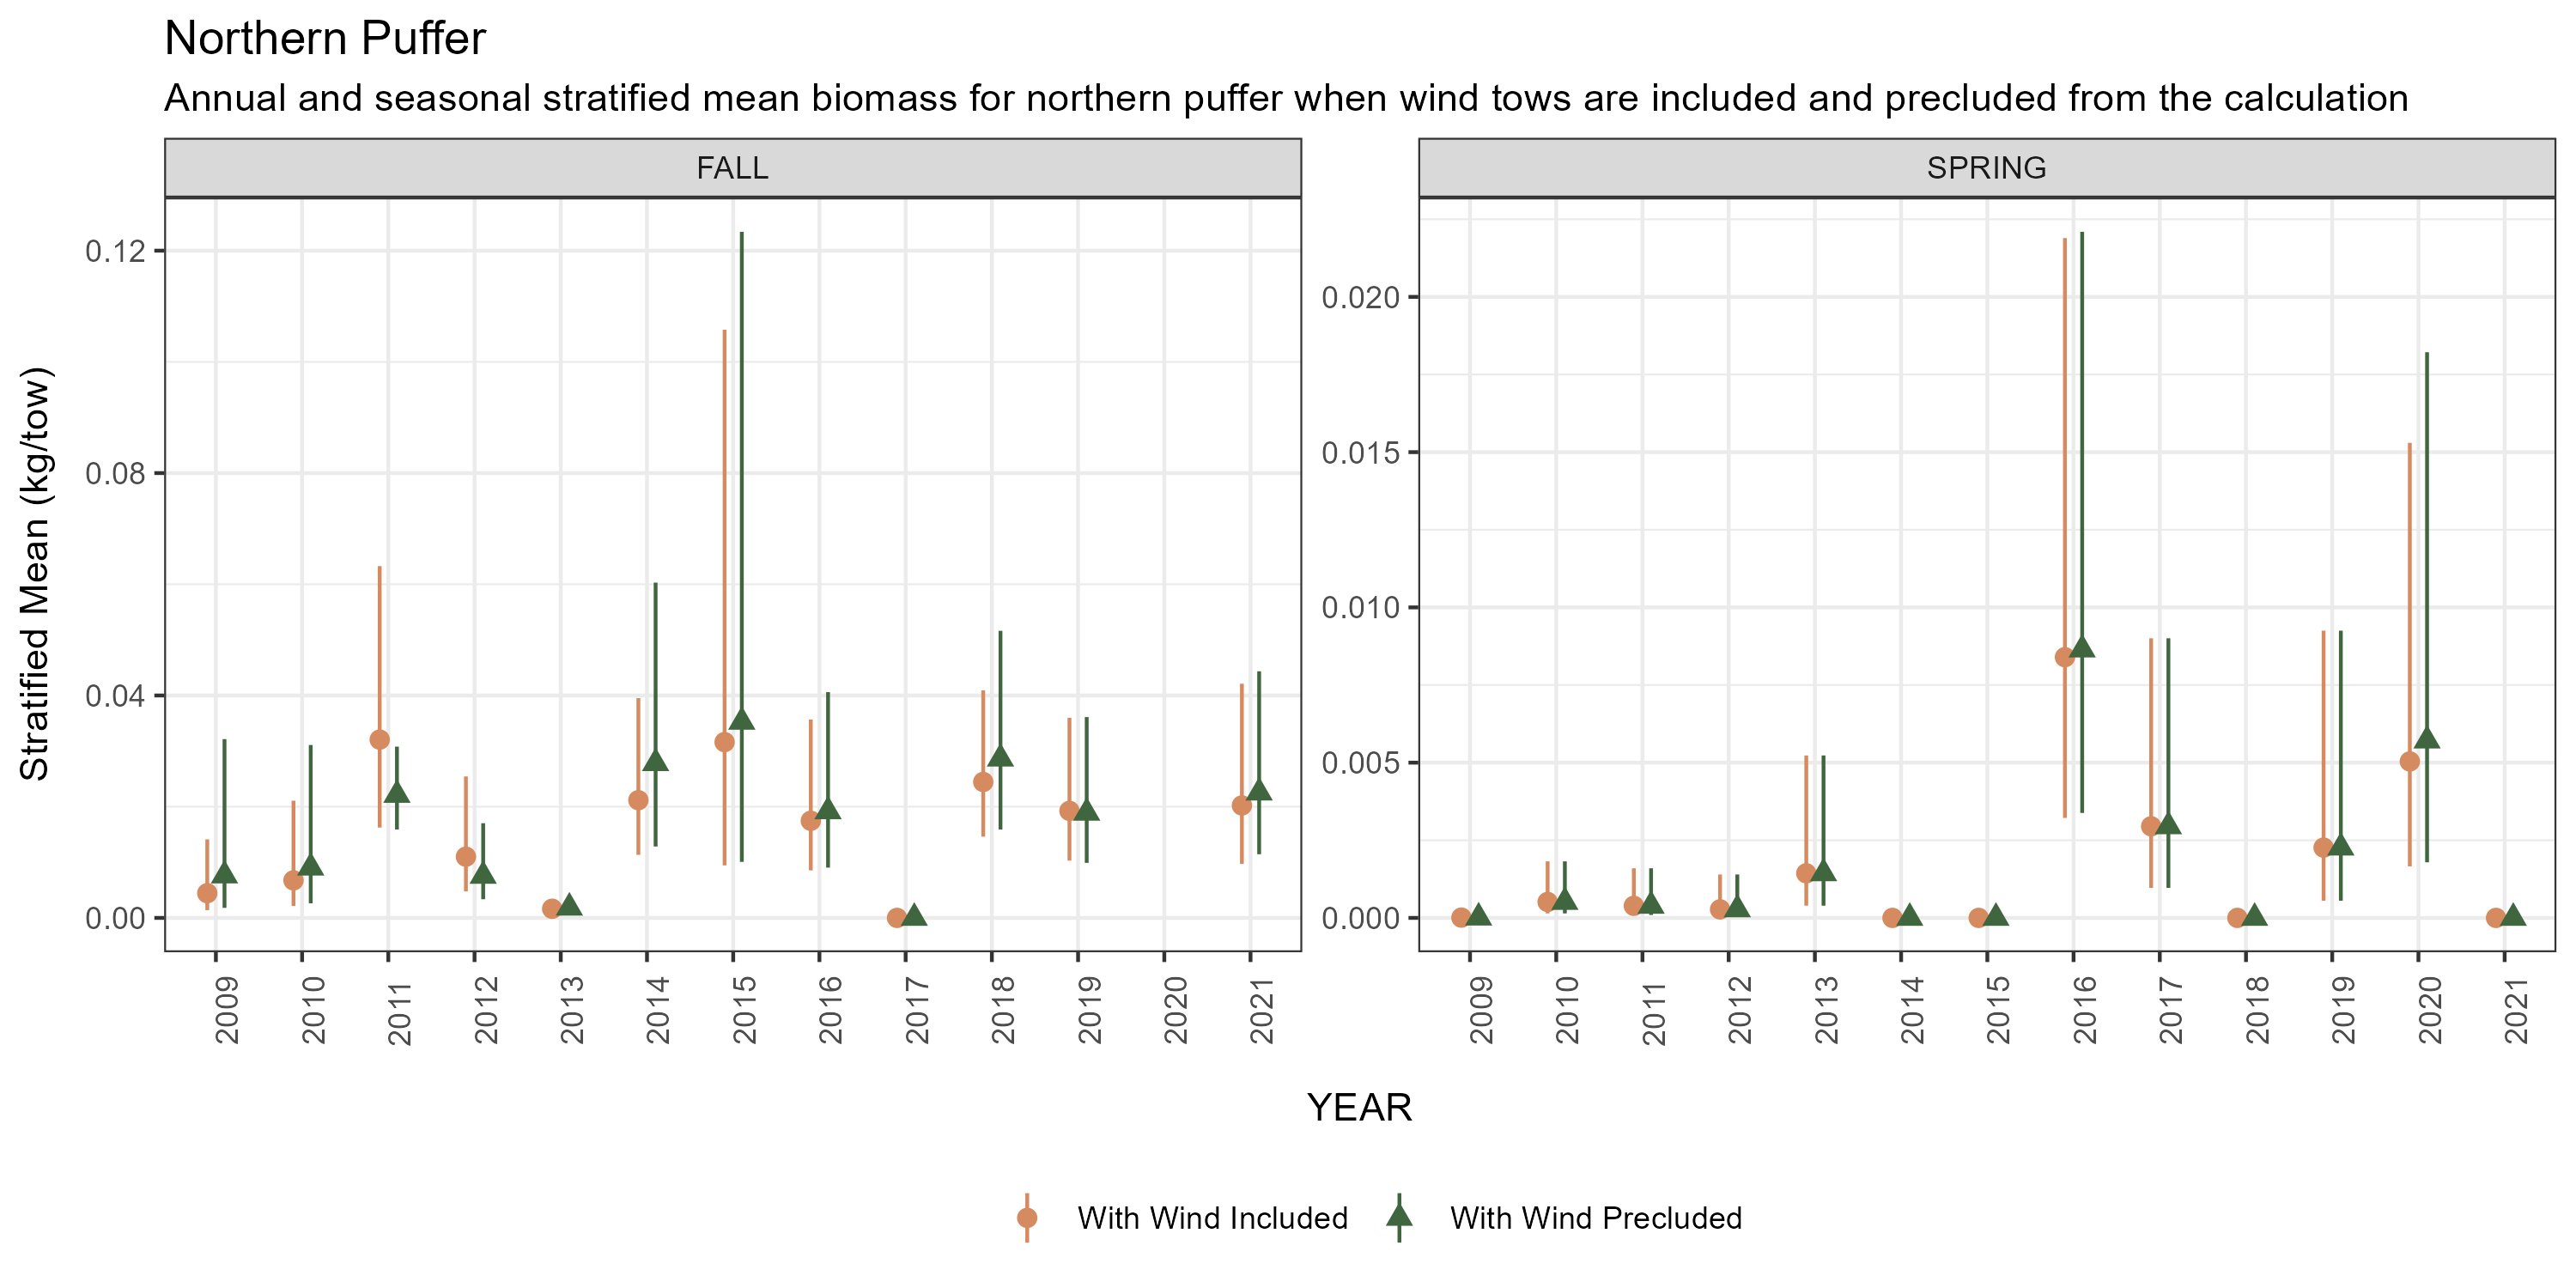 Northern Puffer
Annual and seasonal stratified mean biomass for northern puffer when wind tows are included and precluded from the calculation
FALL
SPRING
Stratified Mean (kg/tow)
0.12
0.08
0.04
0.00
0.020
0.015
0.010
0.005
0.000
2009 2010 2011 2012 2013 2014 2015 2016 2017 2018 2019 2020 2021
2009 2010 2011 2012 2013 2014 2015 2016 2017 2018 2019 2020 2021
YEAR
With Wind Included With Wind Precluded